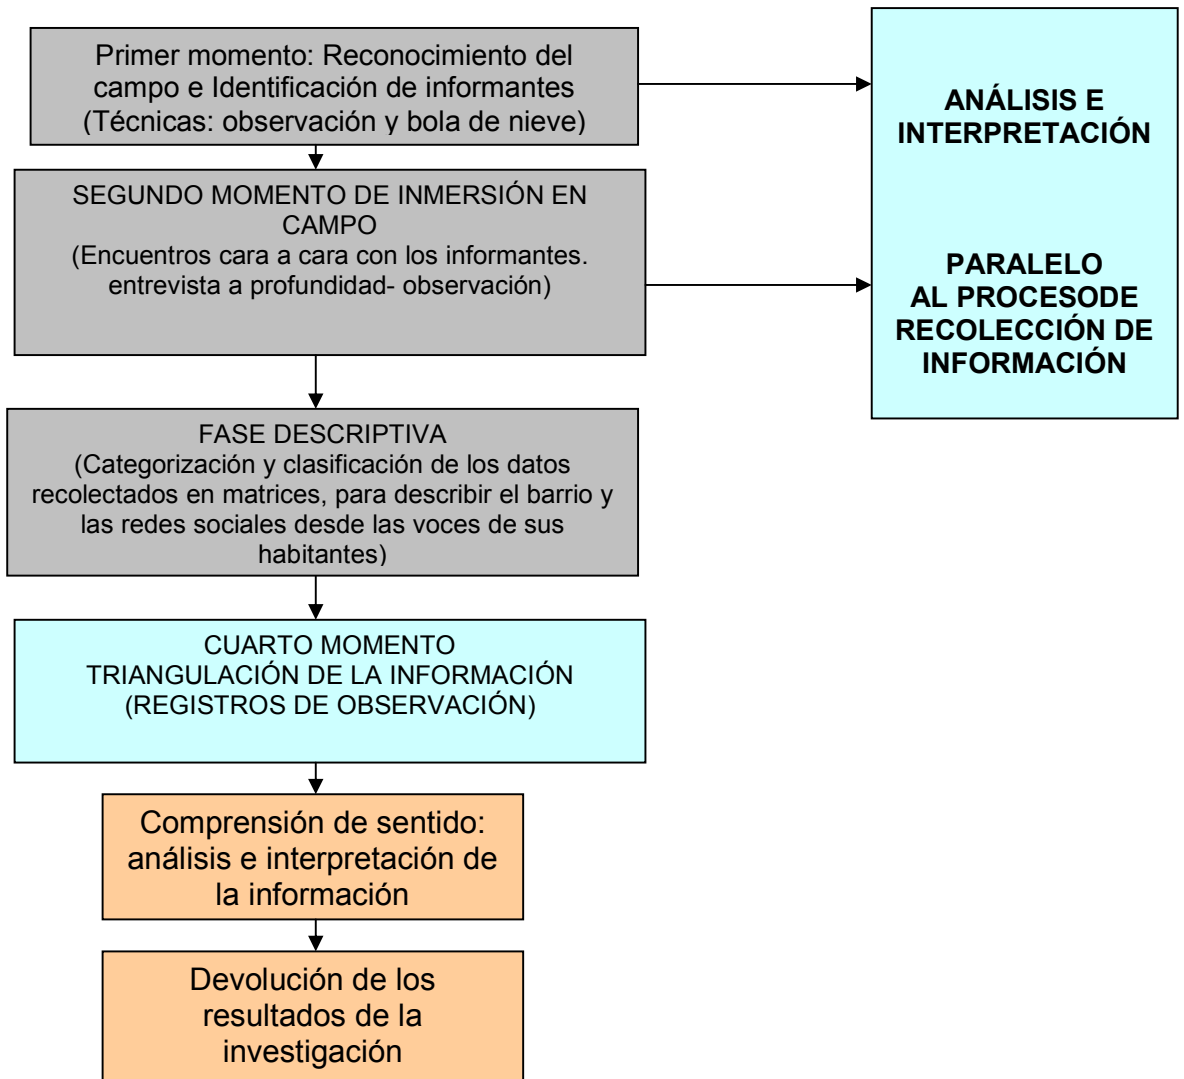 Primer momento: Reconocimiento del
campo e Identificación de informantes
(Técnicas: observación y bola de nieve)
SEGUNDO MOMENTO DE INMERSIÓN EN
CAMPO
(Encuentros cara a cara con los informantes.
entrevista a profundidad- observación)
FASE DESCRIPTIVA
(Categorización y clasificación de los datos
recolectados en matrices, para describir el barrio y
las redes sociales desde las voces de sus
habitantes)
CUARTO MOMENTO
TRIANGULACIÓN DE LA INFORMACIÓN
(REGISTROS DE OBSERVACIÓN)
Comprensión de sentido:
análisis e interpretación de
la información
Devolución de los
resultados de la
investigación
ANÁLISIS E
INTERPRETACIÓN
PARALELO
AL PROCESODE
RECOLECCIÓN DE
INFORMACIÓN